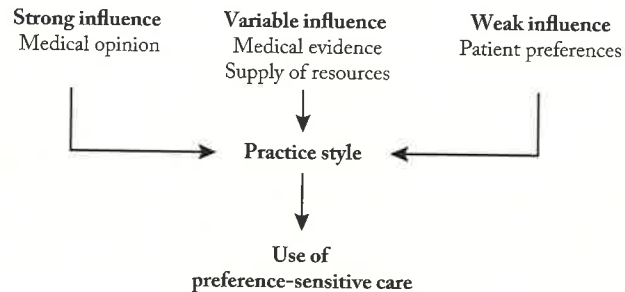 Strong influence
Medical opinion
Variable influence
Medical evidence
Supply of resources
Weak influence
Patient preferences
Practice style
Use of
preference-sensitive care